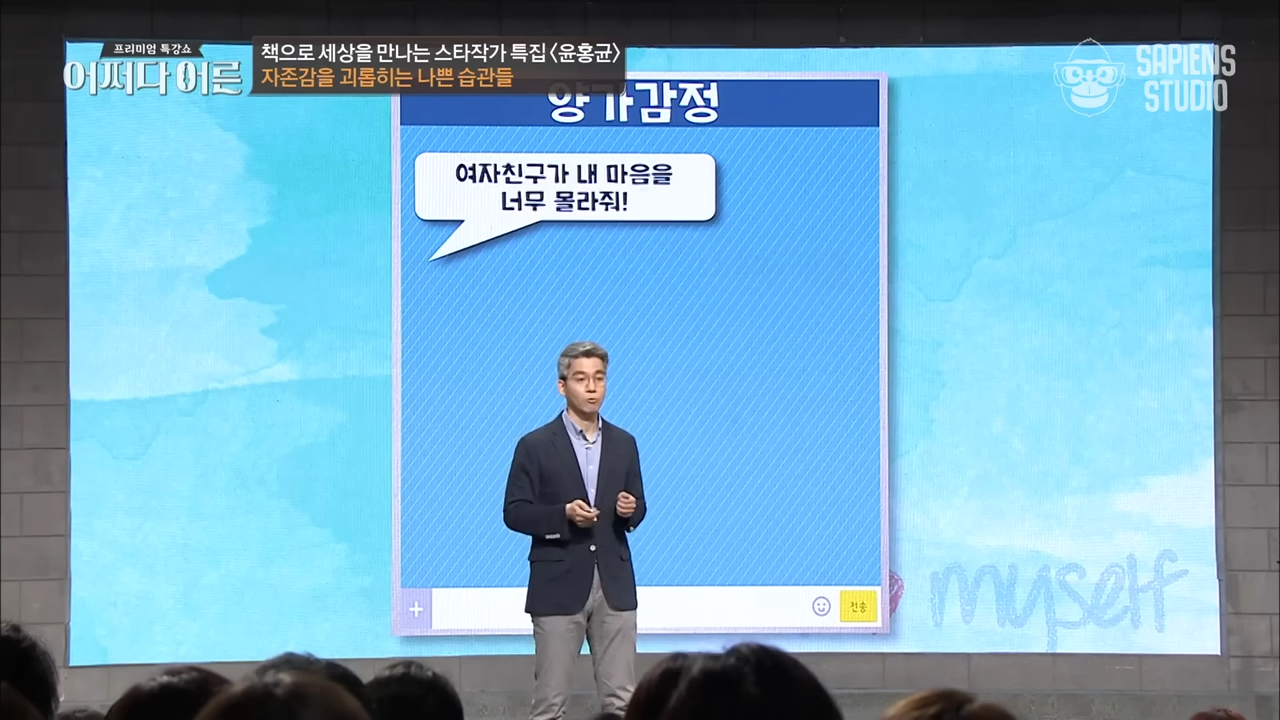 프리미엄 특강쇼
어쩌다 어른
책으로 세상을 만나는 스타작가 특집 〈윤홍균〉
자존감을 괴롭히는 나쁜 습관들
SAPIENS
STUDIO
양가감정
여자친구가 내 마음을
너무 몰라줘!
+
전송
myself